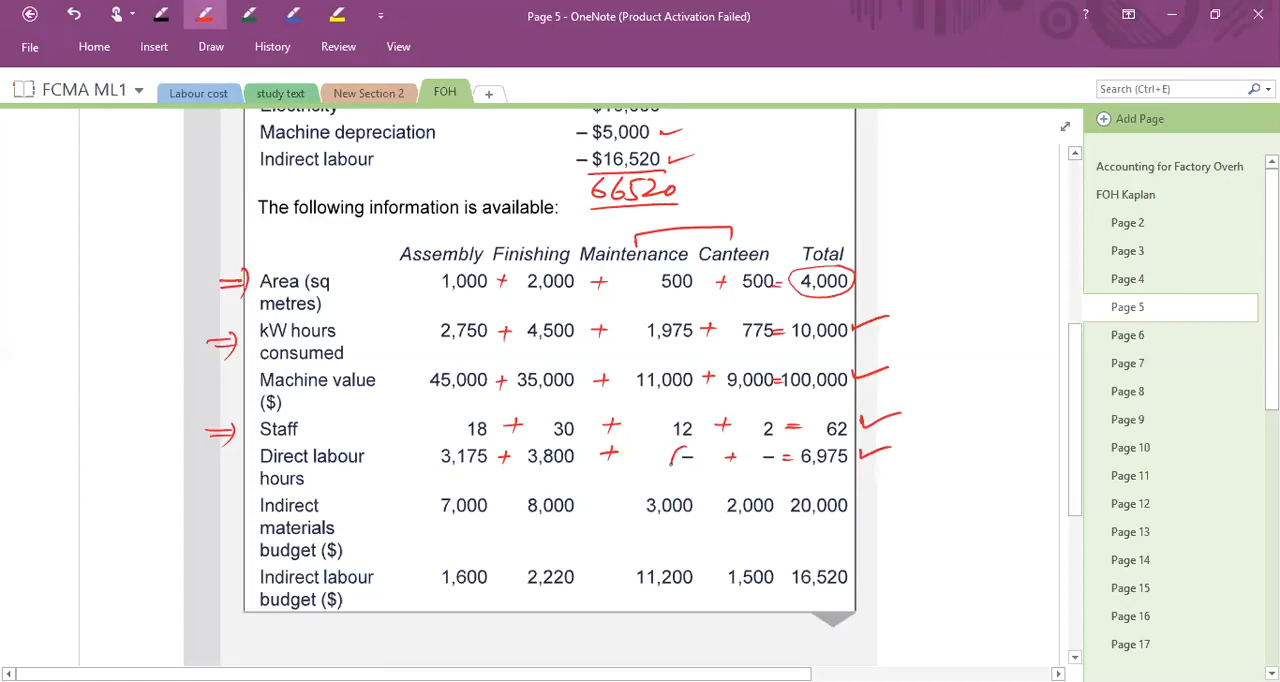 Page 5 - OneNote (Product Activation Failed)
?
File Home Insert Draw History Review View
FCMA ML1 Labour cost study text New Section 2 FOH +
Search (Ctrl+E)
Add Page
Accounting for Factory Overh
FOH Kaplan
Page 2
Page 3
Page 4
Page 5
Page 6
Page 7
Page 8
Page 9
Page 10
Page 11
Page 12
Page 13
Page 14
Page 15
Page 16
Page 17
Electricity
Machine depreciation – $5,000
Indirect labour – $16,520
66520
The following information is available:
Assembly Finishing Maintenance Canteen Total
Area (sq 1,000 + 2,000 + 500 + 500 = 4,000
metres)
kW hours 2,750 + 4,500 + 1,975 + 775 = 10,000
consumed
Machine value 45,000 + 35,000 + 11,000 + 9,000 = 100,000
($)
Staff 18 + 30 + 12 + 2 = 62
Direct labour 3,175 + 3,800 + – + – = 6,975
hours
Indirect 7,000 8,000 3,000 2,000 20,000
materials
budget ($)
Indirect labour 1,600 2,220 11,200 1,500 16,520
budget ($)